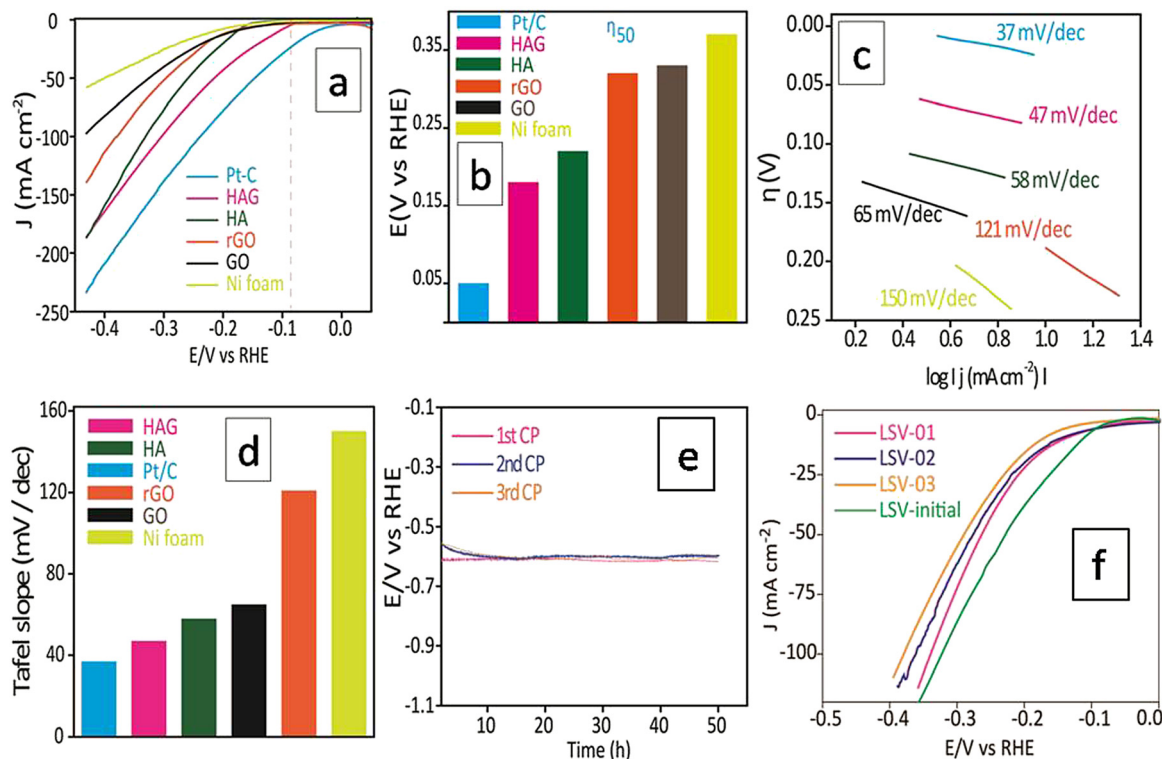 a
J (mA cm-2)
0
-50
-100
-150
-200
-250
-0.4 -0.3 -0.2 -0.1 0.0
E/V vs RHE
Pt-C
HAG
HA
rGO
GO
Ni foam
b
E(V vs RHE)
0.35
0.25
0.15
0.05
Pt/C
HAG
HA
rGO
GO
Ni foam
η50
c
η (V)
0.00
0.05
0.10
0.15
0.20
0.25
37 mV/dec
47 mV/dec
58 mV/dec
65 mV/dec
121 mV/dec
150 mV/dec
0.2 0.6 1.0 1.4
log I j (mA cm-2) I
d
Tafel slope (mV/ dec)
160
120
80
40
0
HAG
HA
Pt/C
rGO
GO
Ni foam
e
E/V vs RHE
-0.1
-0.3
-0.5
-0.6
-0.9
-1.1
1st CP
2nd CP
3rd CP
10 20 30 40 50
Time (h)
f
J (mA cm-2)
0
-25
-50
-75
-100
LSV-01
LSV-02
LSV-03
LSV-initial
-0.5 -0.4 -0.3 -0.2 -0.1 0.0
E/V vs RHE